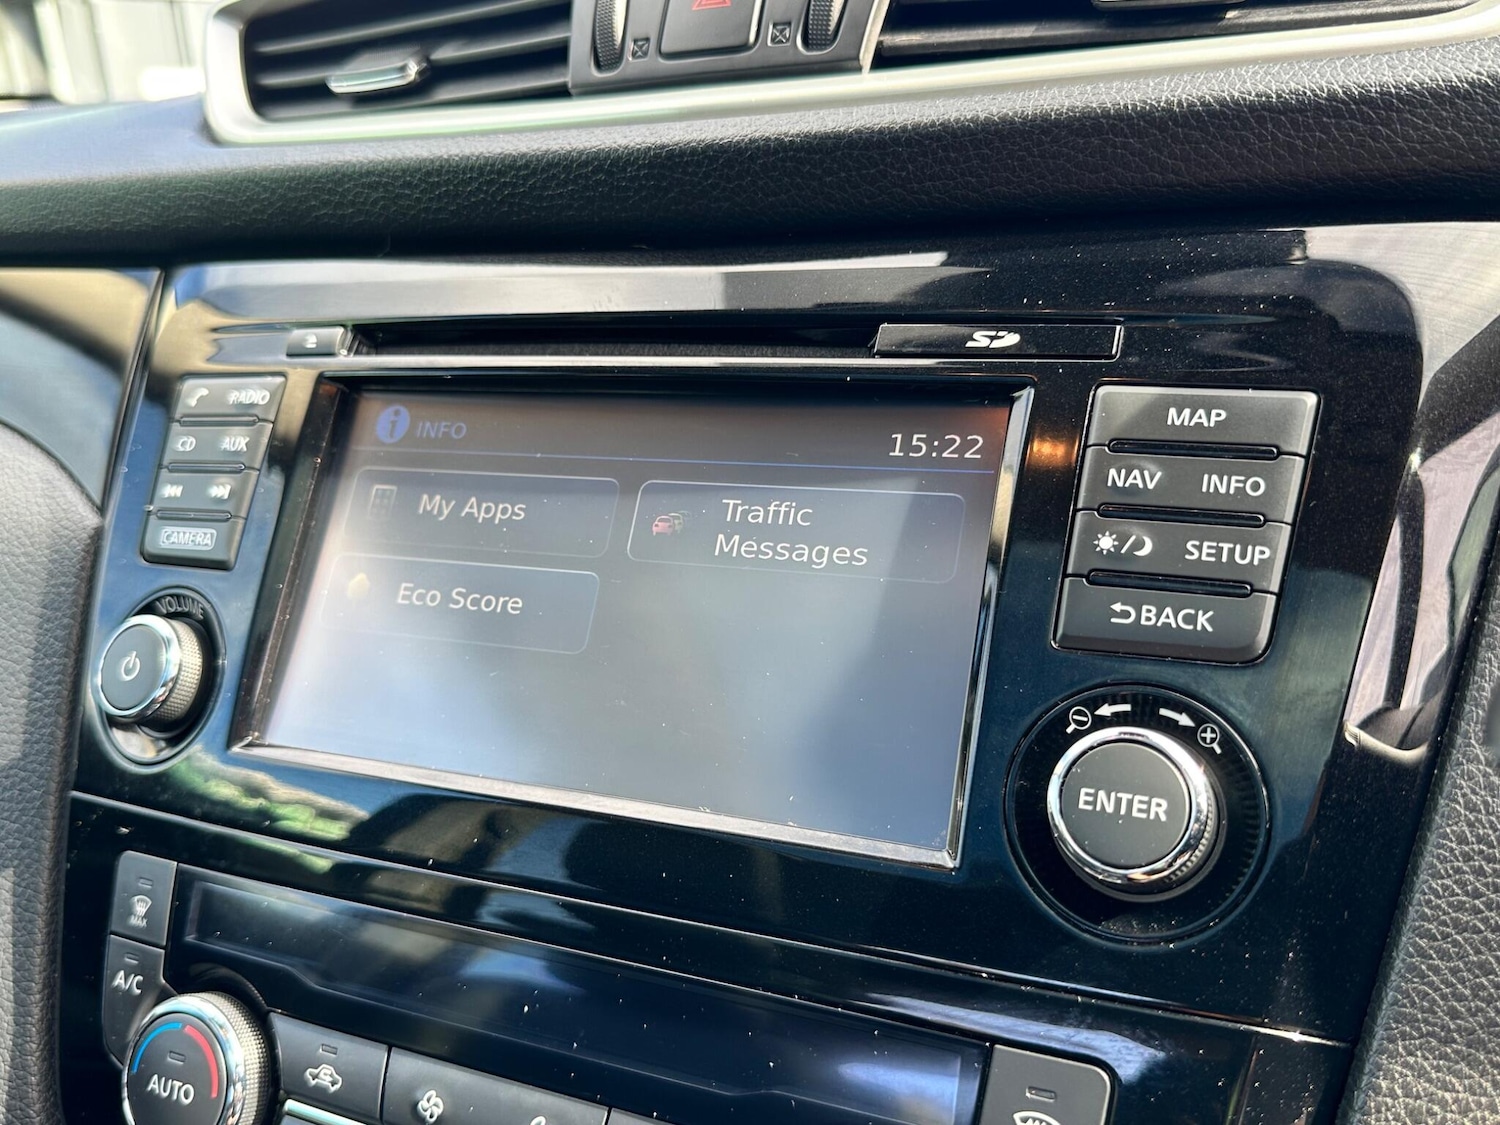 SD
RADIO
CD AUX
CAMERA
VOLUME
INFO
15:22
My Apps
Traffic
Messages
Eco Score
MAP
NAV INFO
SETUP
BACK
ENTER
MAX
A/C
AUTO